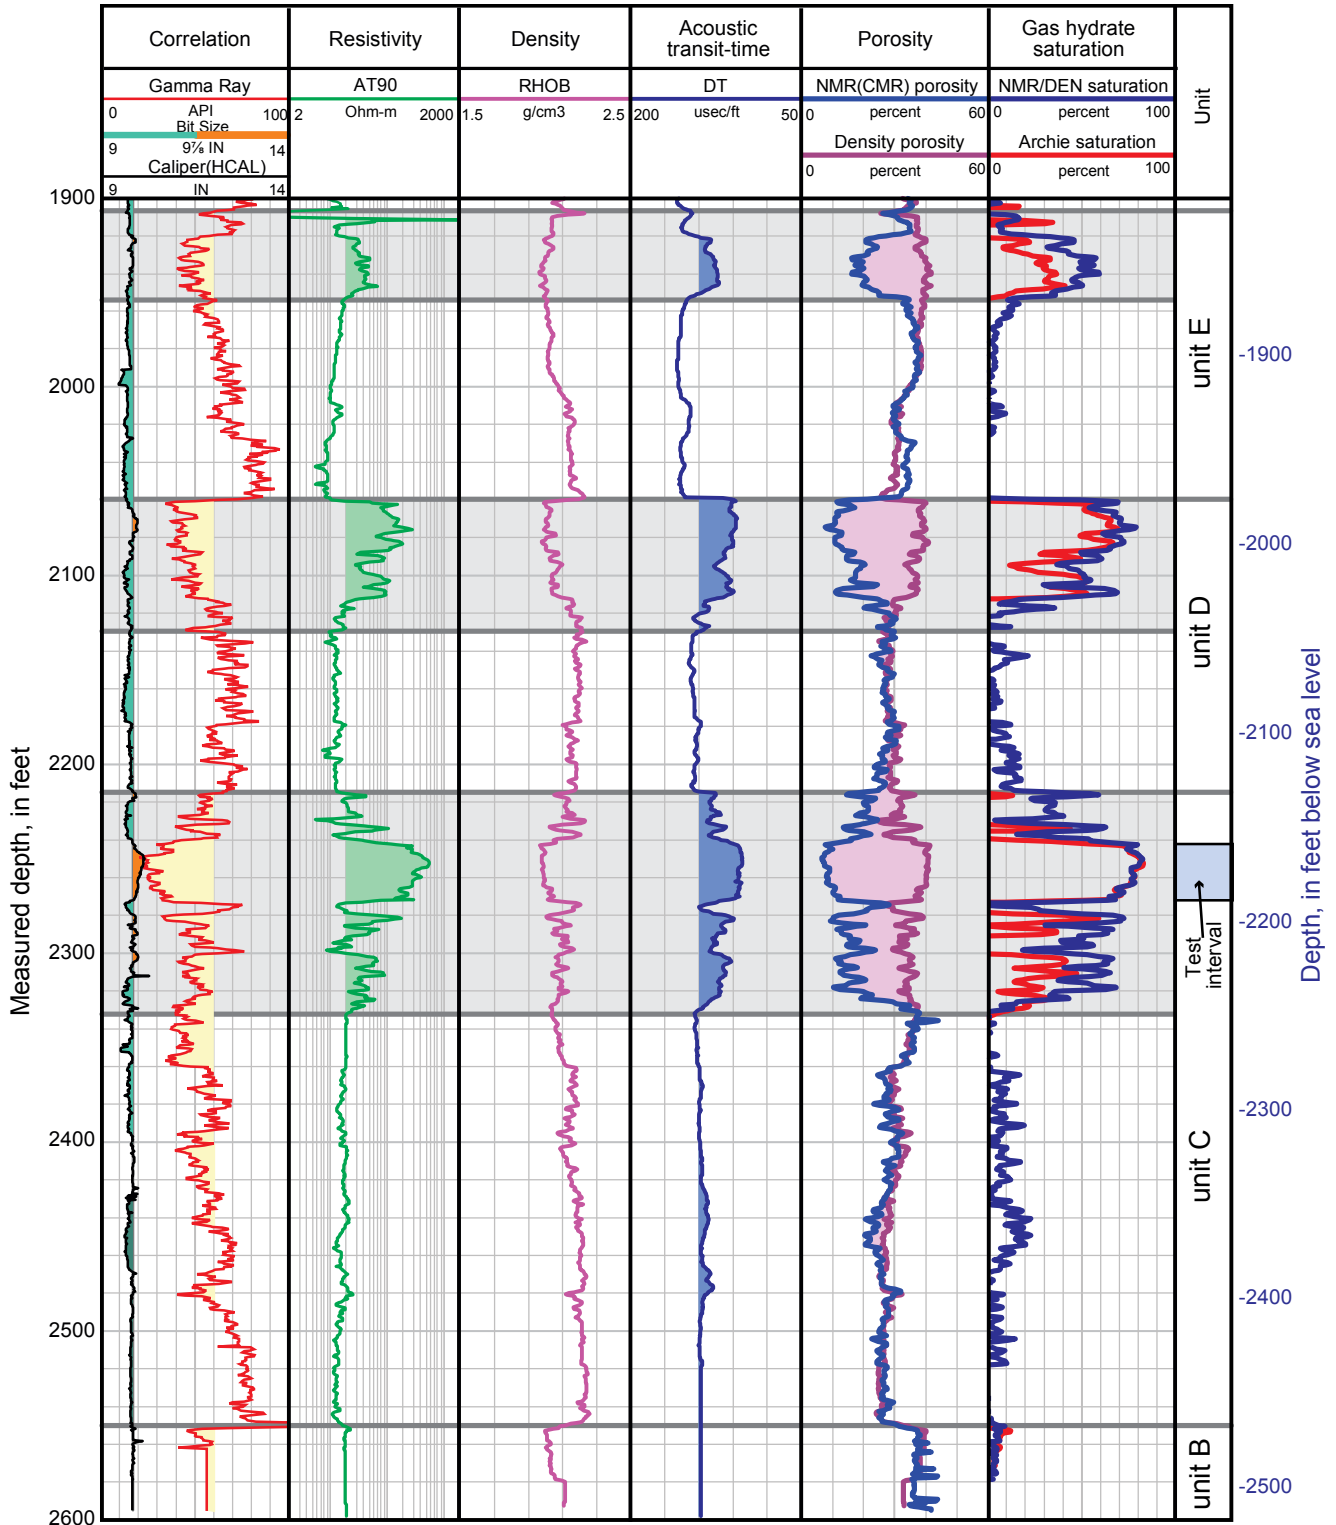 Correlation
Resistivity
Density
Acoustic
transit-time
Porosity
Gas hydrate
saturation
Gamma Ray
AT90
RHOB
DT
NMR(CMR) porosity
NMR/DEN saturation
Unit
0 API 100
2 Ohm-m 2000
1.5 g/cm3 2.5
200 usec/ft 50
0 percent 60
0 percent 100
Bit Size
9 9⅞ IN 14
Density porosity
Archie saturation
Caliper(HCAL)
9 IN 14
0 percent 60
0 percent 100
1900
2000
2100
2200
2300
2400
2500
2600
Measured depth, in feet
unit E
unit D
Test
interval
unit C
unit B
-1900
-2000
-2100
-2200
-2300
-2400
-2500
Depth, in feet below sea level